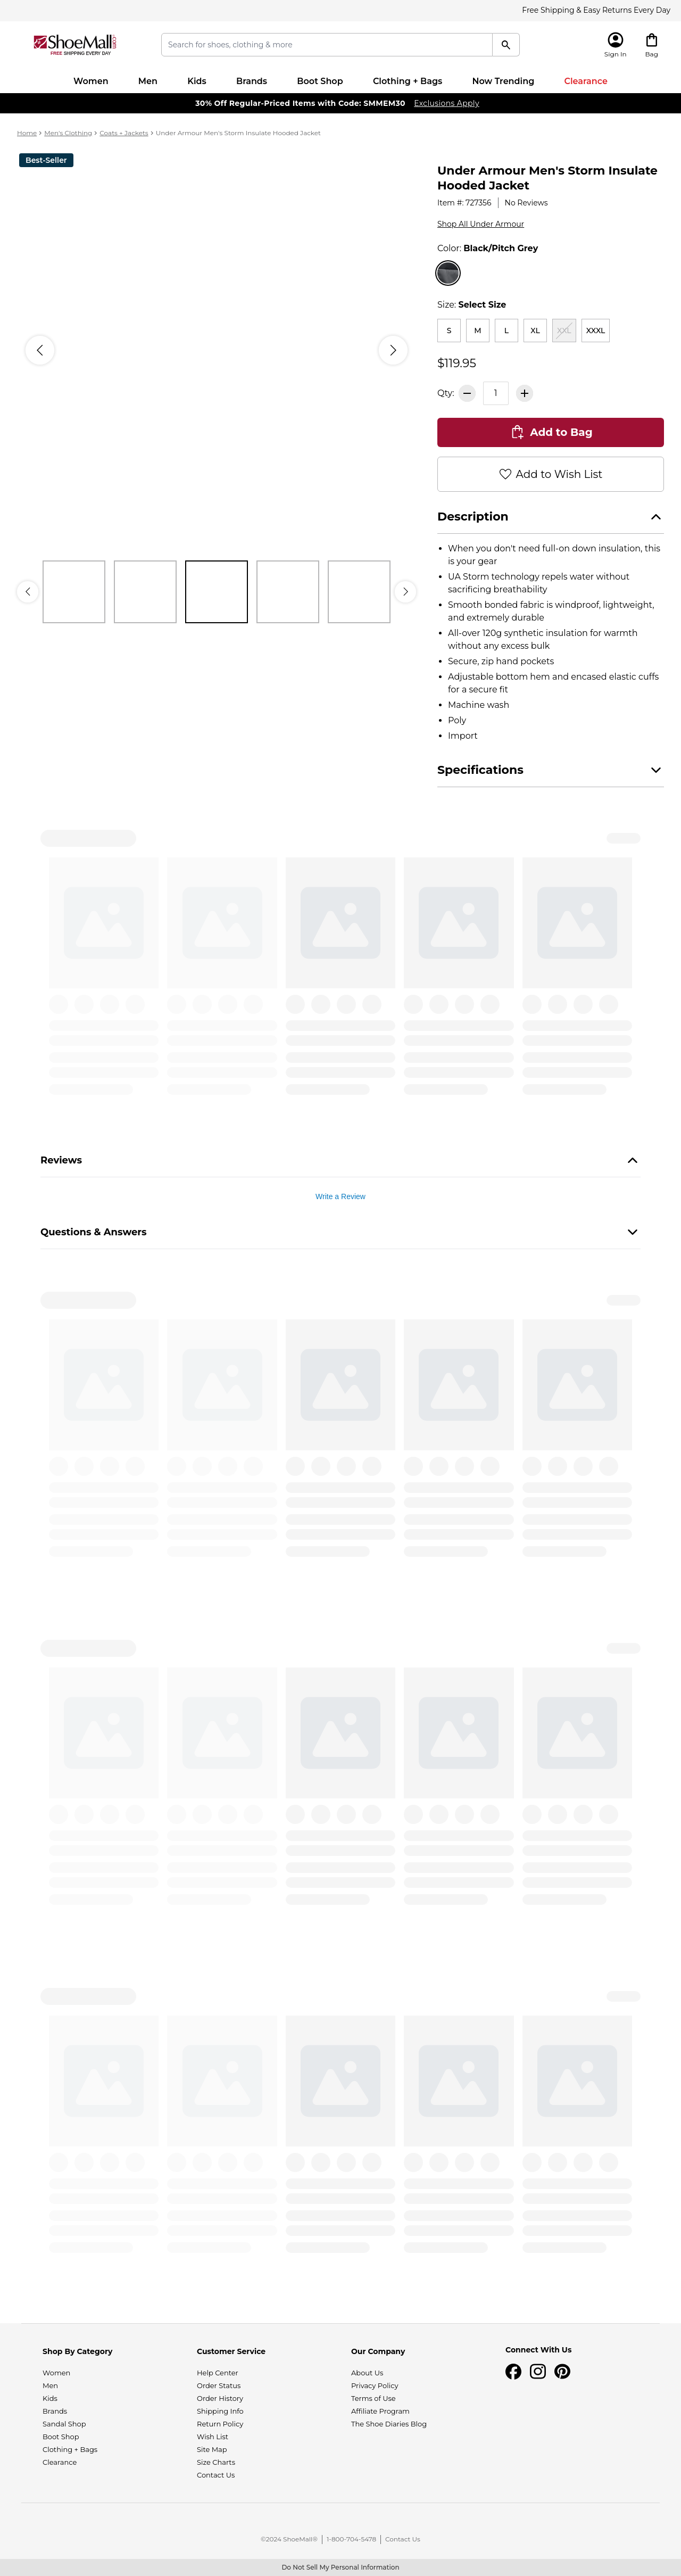 Free Shipping & Easy Returns Every Day
ShoeMall.com
FREE SHIPPING EVERY DAY
Search for shoes, clothing & more
Sign In
Bag
Women
Men
Kids
Brands
Boot Shop
Clothing + Bags
Now Trending
Clearance
30% Off Regular-Priced Items with Code: SMMEM30 Exclusions Apply
Home > Men's Clothing > Coats + Jackets > Under Armour Men's Storm Insulate Hooded Jacket
Best-Seller
Under Armour Men's Storm Insulate
Hooded Jacket
Item #: 727356 | No Reviews
Shop All Under Armour
Color: Black/Pitch Grey
Size: Select Size
S
M
L
XL
XXL
XXXL
$119.95
Qty: 1
Add to Bag
Add to Wish List
Description
• When you don't need full-on down insulation, this
is your gear
• UA Storm technology repels water without
sacrificing breathability
• Smooth bonded fabric is windproof, lightweight,
and extremely durable
• All-over 120g synthetic insulation for warmth
without any excess bulk
• Secure, zip hand pockets
• Adjustable bottom hem and encased elastic cuffs
for a secure fit
• Machine wash
• Poly
• Import
Specifications
Reviews
Write a Review
Questions & Answers
Shop By Category
Women
Men
Kids
Brands
Sandal Shop
Boot Shop
Clothing + Bags
Clearance
Customer Service
Help Center
Order Status
Order History
Shipping Info
Return Policy
Wish List
Site Map
Size Charts
Contact Us
Our Company
About Us
Privacy Policy
Terms of Use
Affiliate Program
The Shoe Diaries Blog
Connect With Us
©2024 ShoeMall® | 1-800-704-5478 | Contact Us
Do Not Sell My Personal Information